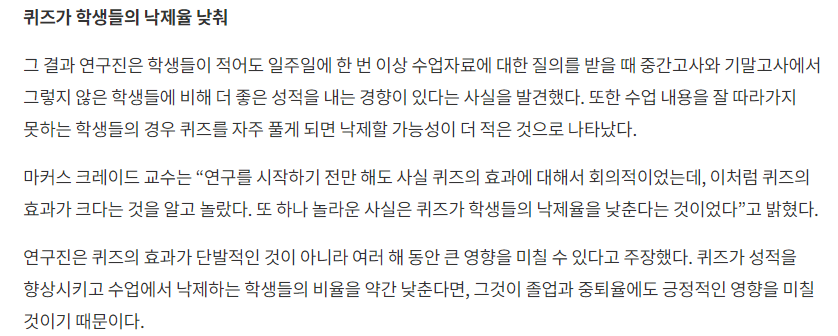 퀴즈가 학생들의 낙제율 낮춰
그 결과 연구진은 학생들이 적어도 일주일에 한 번 이상 수업자료에 대한 질의를 받을 때 중간고사와 기말고사에서
그렇지 않은 학생들에 비해 더 좋은 성적을 내는 경향이 있다는 사실을 발견했다. 또한 수업 내용을 잘 따라가지
못하는 학생들의 경우 퀴즈를 자주 풀게 되면 낙제할 가능성이 더 적은 것으로 나타났다.
마커스 크레이드 교수는 “연구를 시작하기 전만 해도 사실 퀴즈의 효과에 대해서 회의적이었는데, 이처럼 퀴즈의
효과가 크다는 것을 알고 놀랐다. 또 하나 놀라운 사실은 퀴즈가 학생들의 낙제율을 낮춘다는 것이었다”고 밝혔다.
연구진은 퀴즈의 효과가 단발적인 것이 아니라 여러 해 동안 큰 영향을 미칠 수 있다고 주장했다. 퀴즈가 성적을
향상시키고 수업에서 낙제하는 학생들의 비율을 약간 낮춘다면, 그것이 졸업과 중퇴율에도 긍정적인 영향을 미칠
것이기 때문이다.